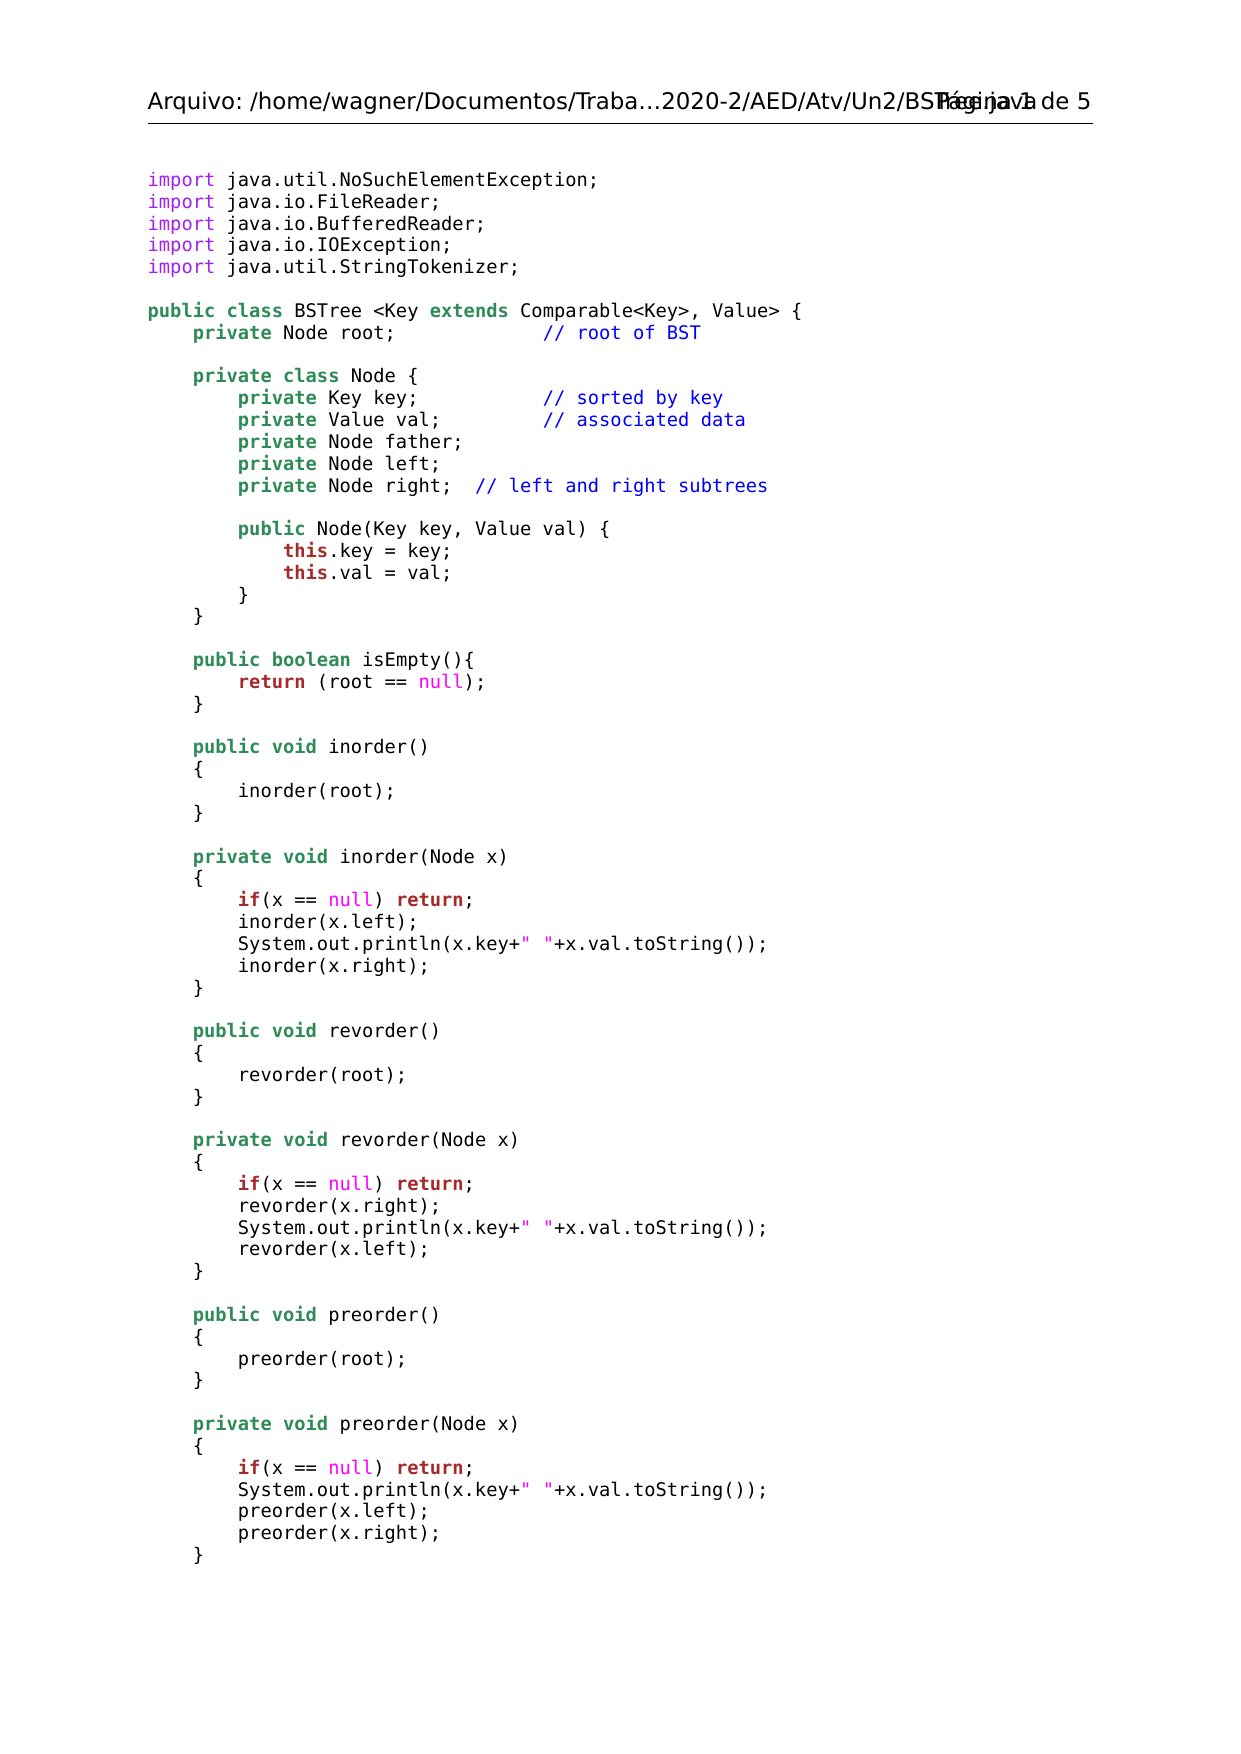 Arquivo: /home/wagner/Documentos/Traba…2020-2/AED/Atv/Un2/BSTree.java Página 1 de 5
import java.util.NoSuchElementException;
import java.io.FileReader;
import java.io.BufferedReader;
import java.io.IOException;
import java.util.StringTokenizer;
public class BSTree <Key extends Comparable<Key>, Value> {
    private Node root;             // root of BST
    private class Node {
        private Key key;           // sorted by key
        private Value val;         // associated data
        private Node father;
        private Node left;
        private Node right;  // left and right subtrees
        public Node(Key key, Value val) {
            this.key = key;
            this.val = val;
        }
    }
    public boolean isEmpty(){
        return (root == null);
    }
    public void inorder()
    {
        inorder(root);
    }
    private void inorder(Node x)
    {
        if(x == null) return;
        inorder(x.left);
        System.out.println(x.key+" "+x.val.toString());
        inorder(x.right);
    }
    public void revorder()
    {
        revorder(root);
    }
    private void revorder(Node x)
    {
        if(x == null) return;
        revorder(x.right);
        System.out.println(x.key+" "+x.val.toString());
        revorder(x.left);
    }
    public void preorder()
    {
        preorder(root);
    }
    private void preorder(Node x)
    {
        if(x == null) return;
        System.out.println(x.key+" "+x.val.toString());
        preorder(x.left);
        preorder(x.right);
    }